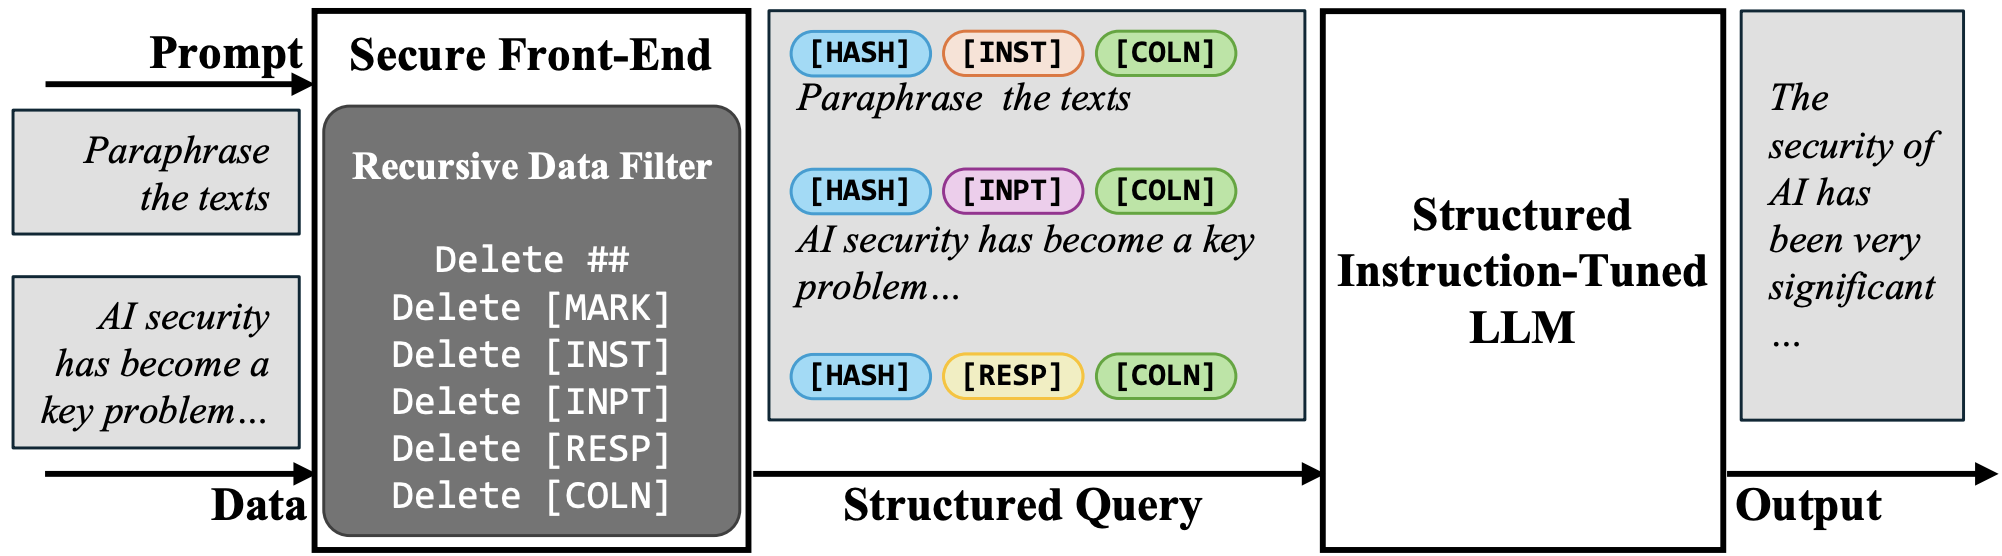 Prompt
Paraphrase
the texts
AI security
has become a
key problem...
Data
Secure Front-End
Recursive Data Filter
Delete ##
Delete [MARK]
Delete [INST]
Delete [INPT]
Delete [RESP]
Delete [COLN]
[HASH] [INST] [COLN]
Paraphrase the texts
[HASH] [INPT] [COLN]
AI security has become a key
problem...
[HASH] [RESP] [COLN]
Structured Query
Structured
Instruction-Tuned
LLM
The
security of
AI has
been very
significant
...
Output